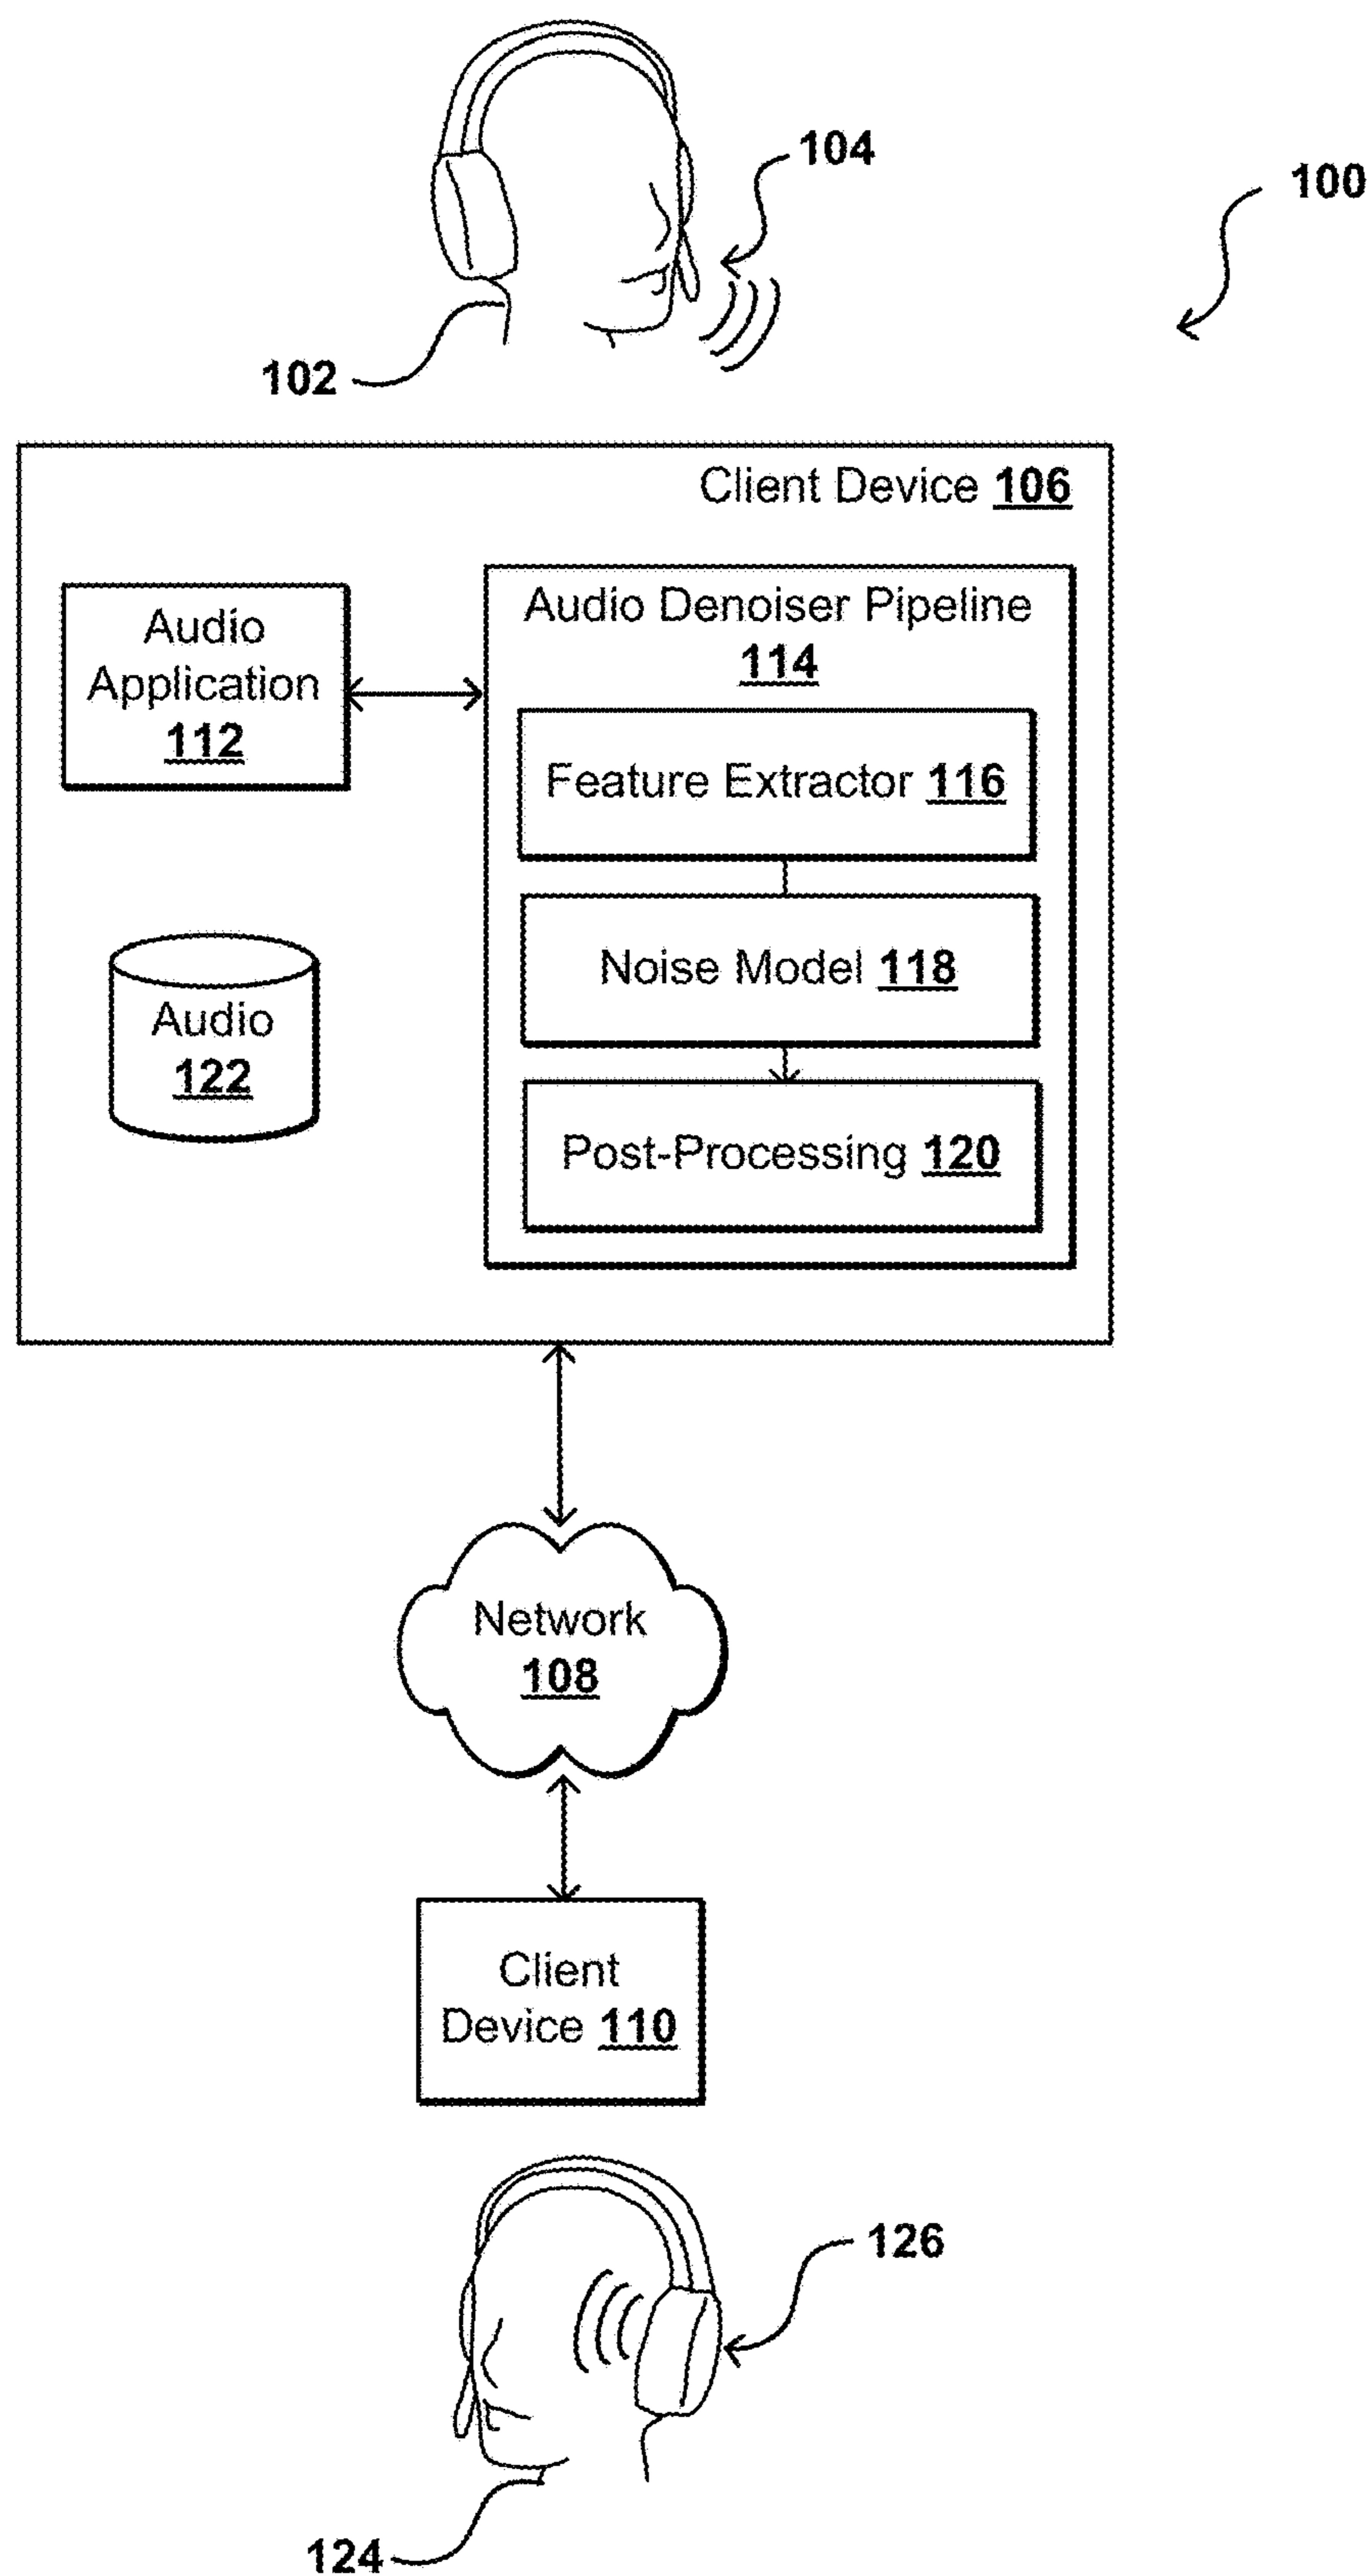 104
100
102
Client Device 106
Audio
Application
112
Audio Denoiser Pipeline
114
Feature Extractor 116
Noise Model 118
Audio
122
Post-Processing 120
Network
108
Client
Device 110
126
124